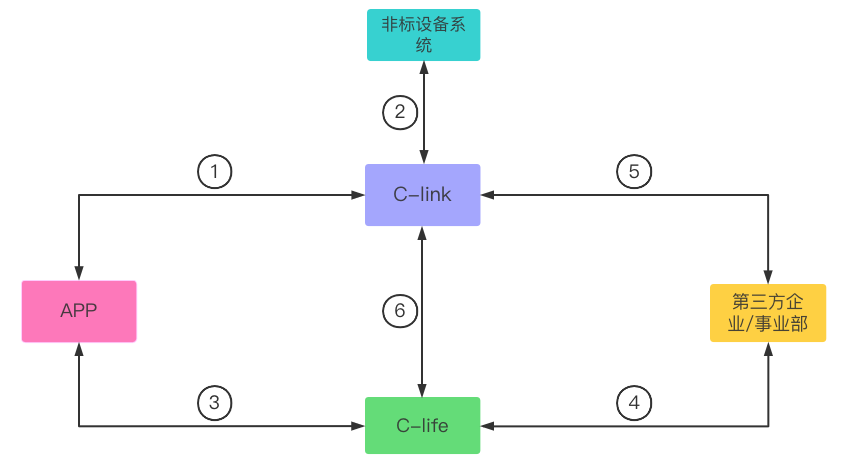 非标设备系
统
②
①
⑤
C-link
APP
⑥
第三方企
业/事业部
③
④
C-life